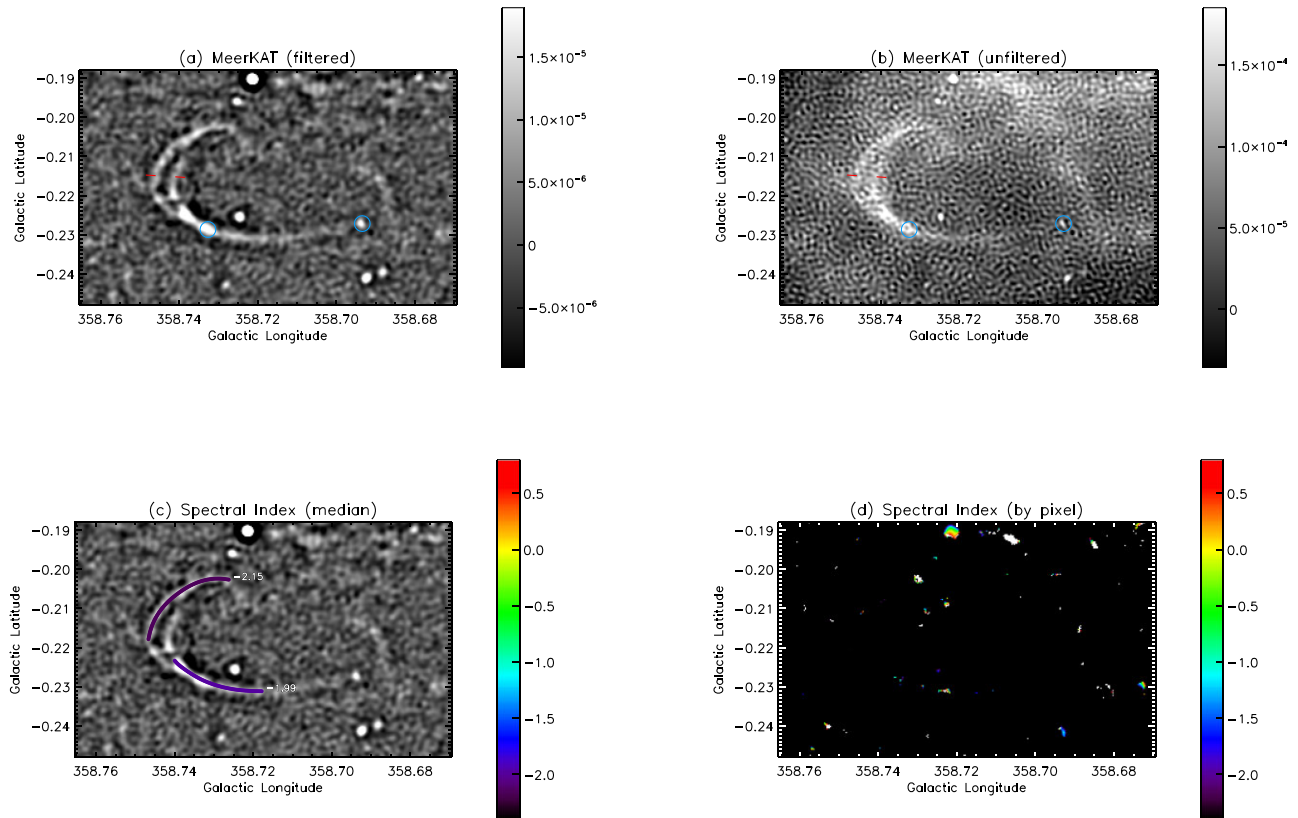 (a) MeerKAT (filtered)
−0.19
−0.20
−0.21
−0.22
−0.23
−0.24
Galactic Latitude
358.76 358.74 358.72 358.70 358.68
Galactic Longitude
1.5×10⁻⁵
1.0×10⁻⁵
5.0×10⁻⁶
0
−5.0×10⁻⁶
(b) MeerKAT (unfiltered)
−0.19
−0.20
−0.21
−0.22
−0.23
−0.24
Galactic Latitude
358.76 358.74 358.72 358.70 358.68
Galactic Longitude
1.5×10⁻⁴
1.0×10⁻⁴
5.0×10⁻⁵
0
(c) Spectral Index (median)
−0.19
−0.20
−0.21
−0.22
−0.23
−0.24
Galactic Latitude
−2.15
−1.99
358.76 358.74 358.72 358.70 358.68
Galactic Longitude
0.5
0.0
−0.5
−1.0
−1.5
−2.0
(d) Spectral Index (by pixel)
−0.19
−0.20
−0.21
−0.22
−0.23
−0.24
Galactic Latitude
358.76 358.74 358.72 358.70 358.68
Galactic Longitude
0.5
0.0
−0.5
−1.0
−1.5
−2.0